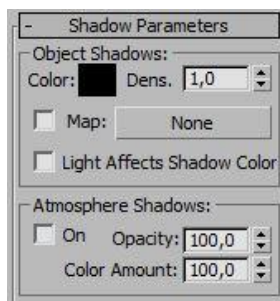 - Shadow Parameters
Object Shadows:
Color: Dens. 1,0
Map: None
Light Affects Shadow Color
Atmosphere Shadows:
On Opacity: 100,0
Color Amount: 100,0